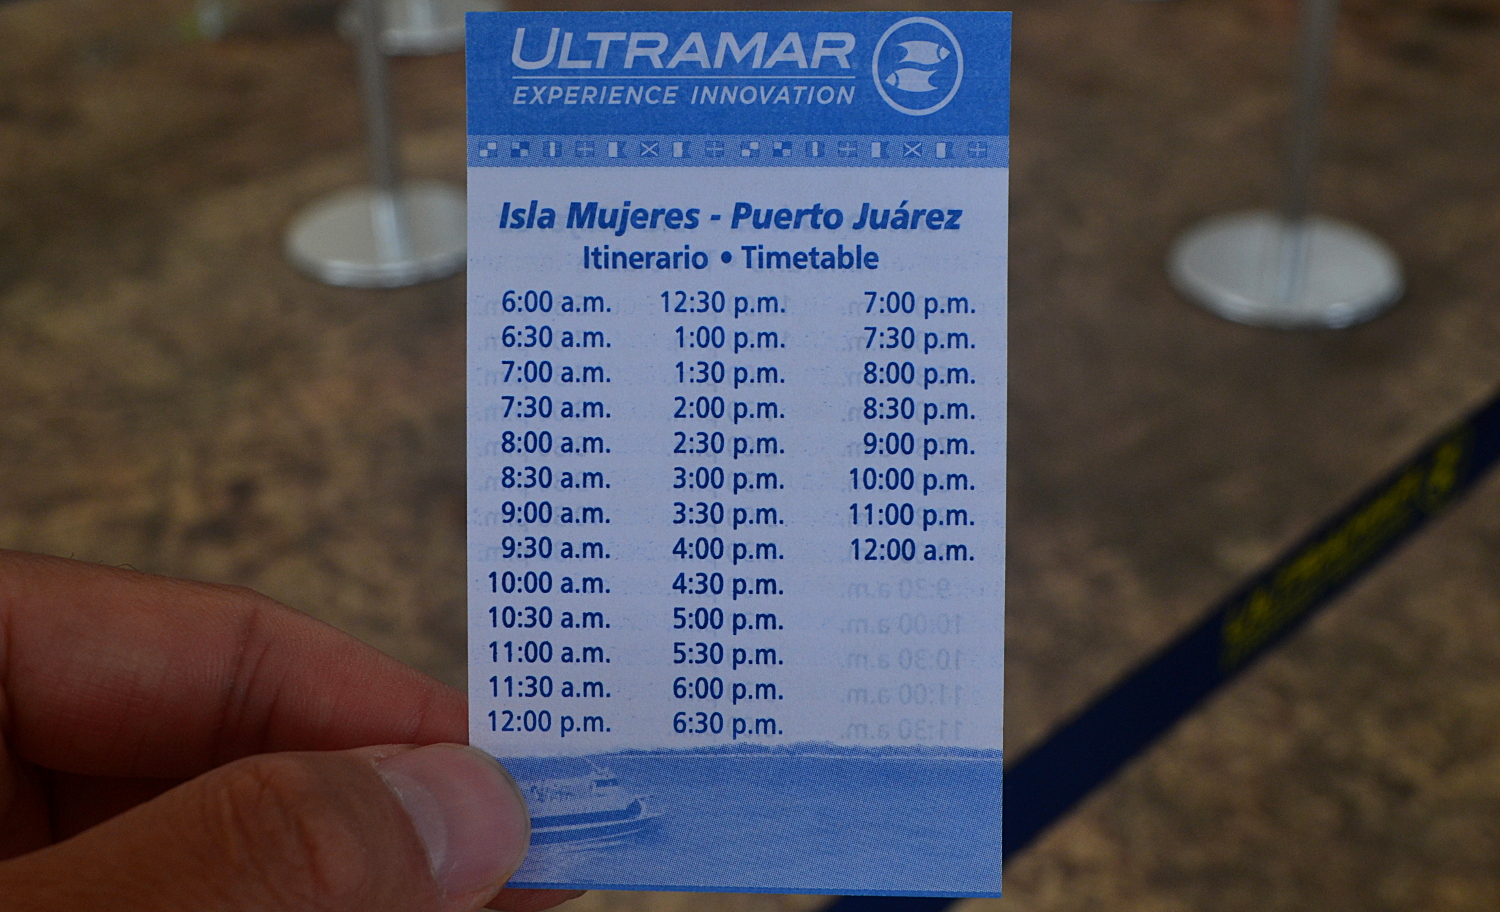 ULTRAMAR
EXPERIENCE INNOVATION
Isla Mujeres - Puerto Juárez
Itinerario • Timetable
6:00 a.m. 12:30 p.m. 7:00 p.m.
6:30 a.m. 1:00 p.m. 7:30 p.m.
7:00 a.m. 1:30 p.m. 8:00 p.m.
7:30 a.m. 2:00 p.m. 8:30 p.m.
8:00 a.m. 2:30 p.m. 9:00 p.m.
8:30 a.m. 3:00 p.m. 10:00 p.m.
9:00 a.m. 3:30 p.m. 11:00 p.m.
9:30 a.m. 4:00 p.m. 12:00 a.m.
10:00 a.m. 4:30 p.m.
10:30 a.m. 5:00 p.m.
11:00 a.m. 5:30 p.m.
11:30 a.m. 6:00 p.m.
12:00 p.m. 6:30 p.m.